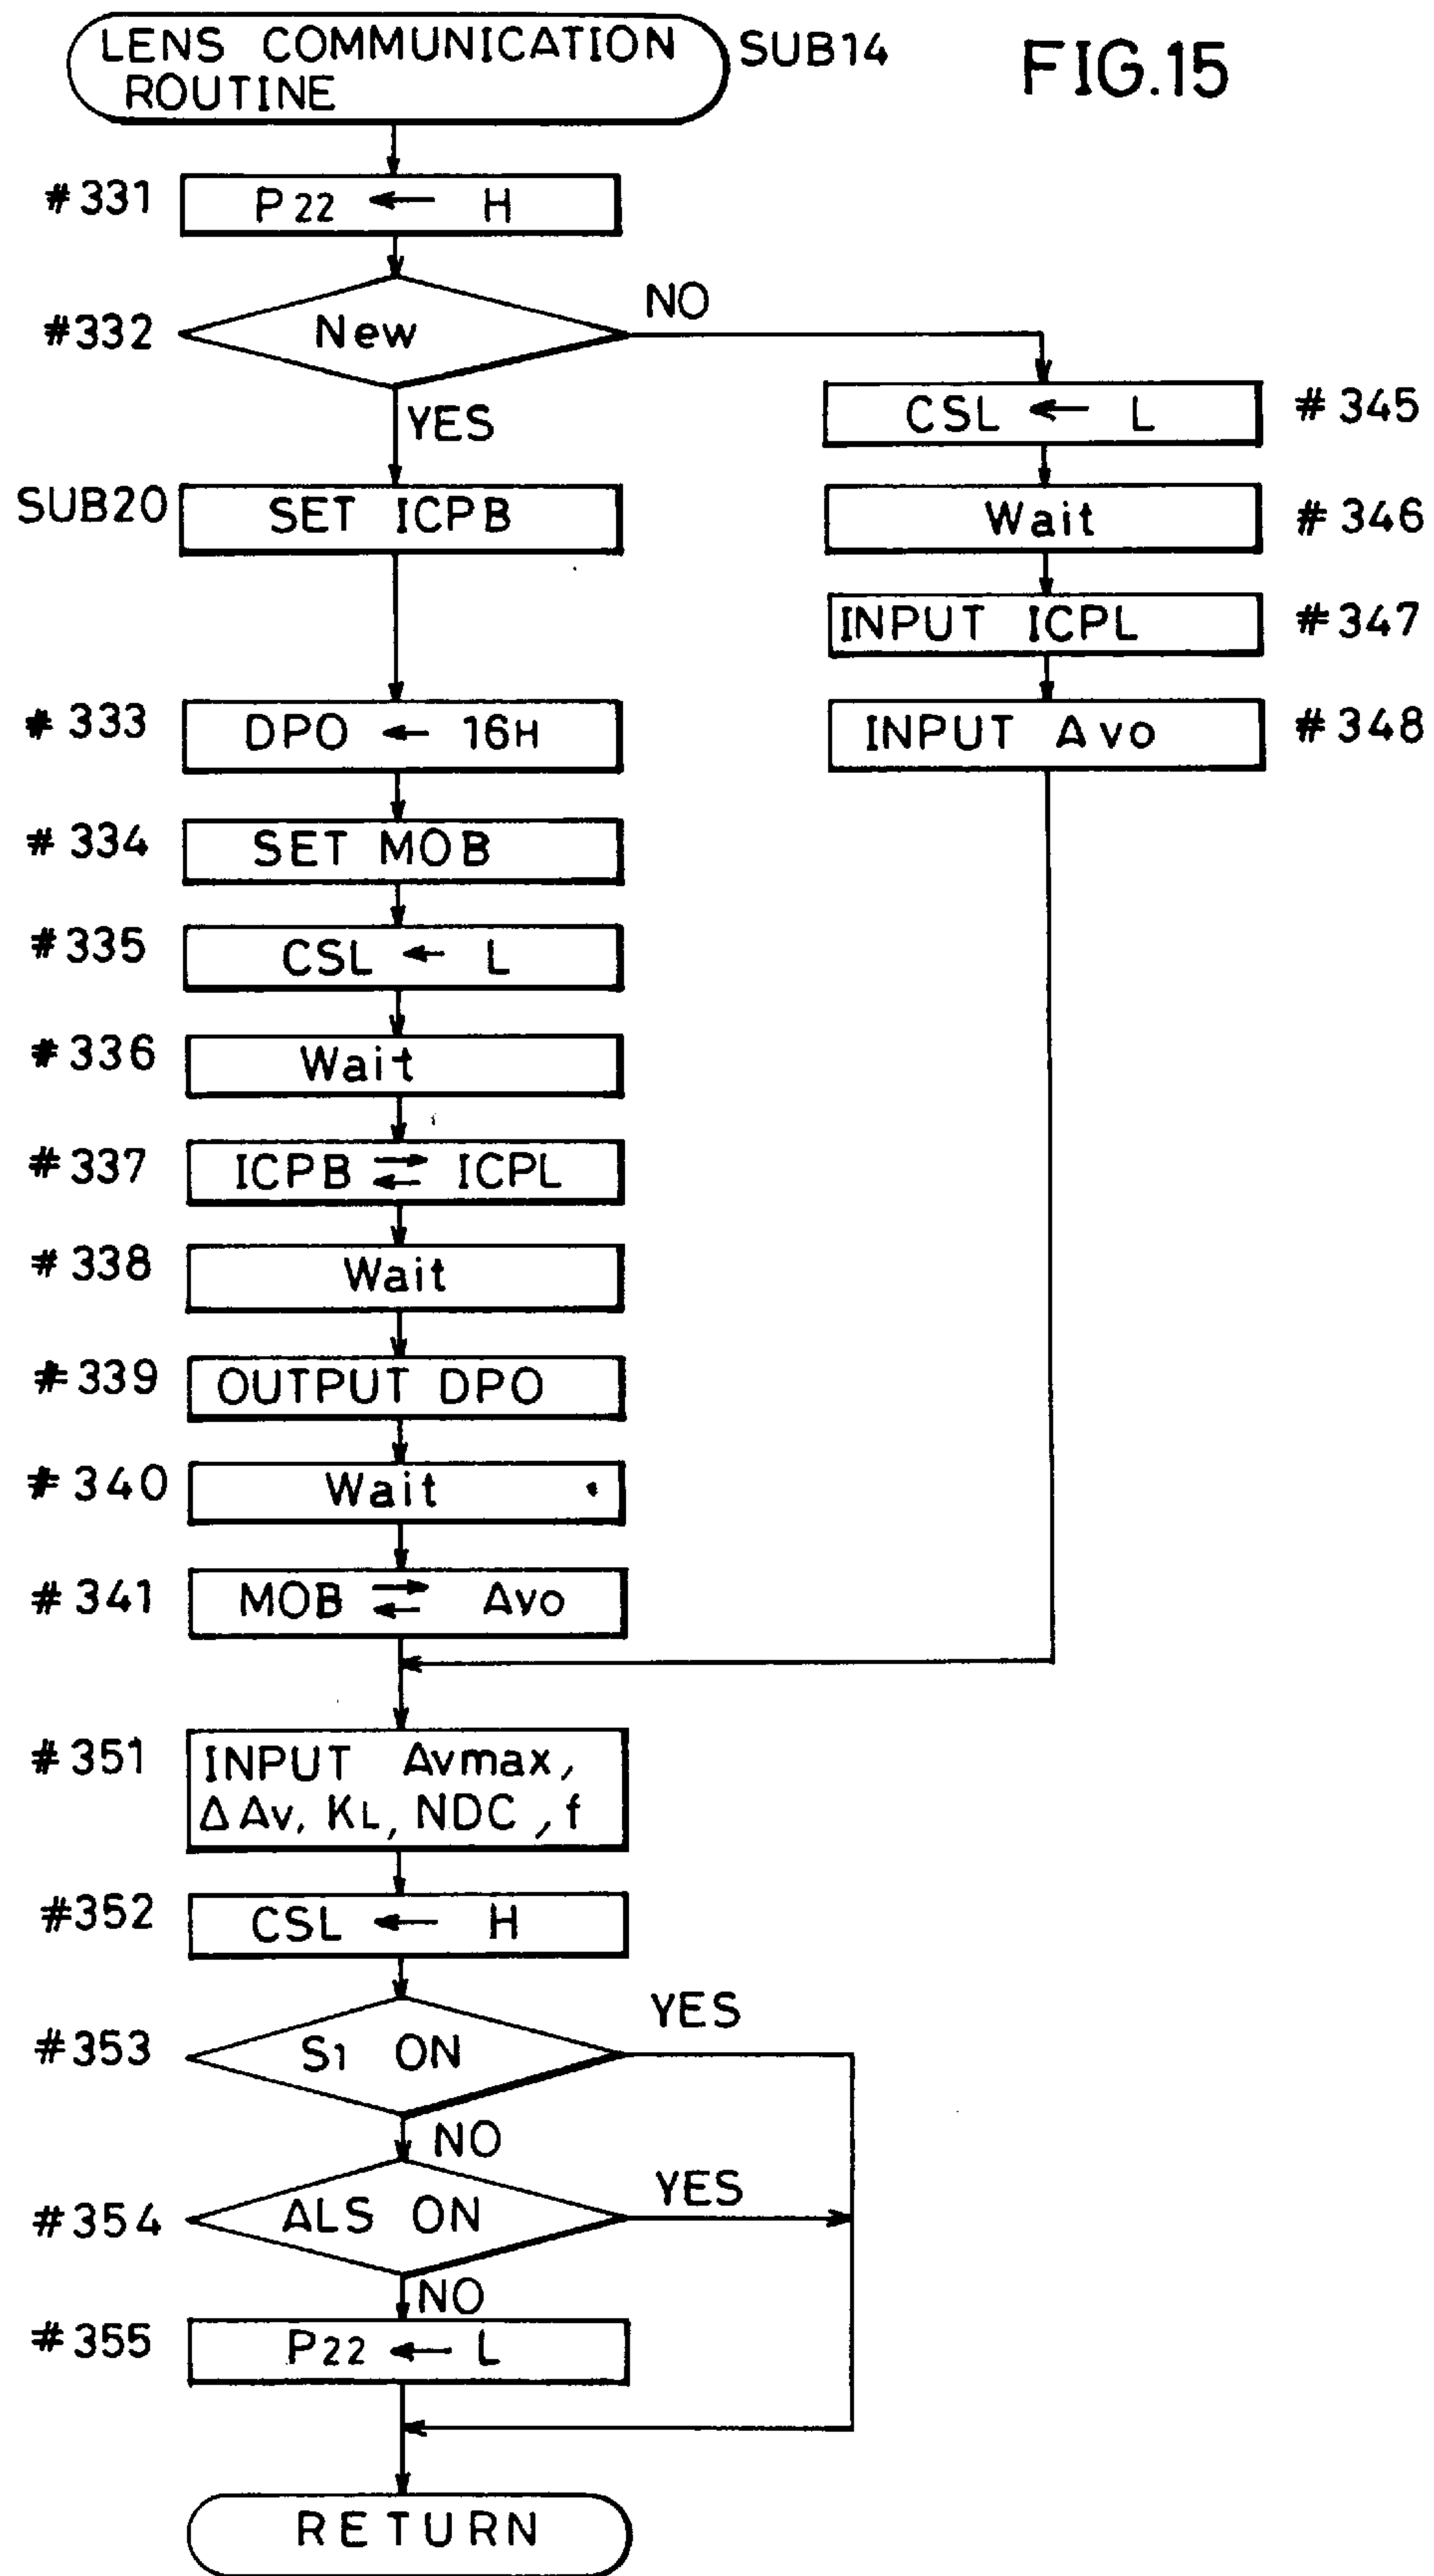 LENS COMMUNICATION
ROUTINE
SUB14
FIG.15
#331
P22 ← H
#332
New
NO
YES
#345
CSL ← L
SUB20
SET ICPB
#346
Wait
#347
INPUT ICPL
#333
DPO ← 16H
#348
INPUT Avo
#334
SET MOB
#335
CSL ← L
#336
Wait
#337
ICPB ⇄ ICPL
#338
Wait
#339
OUTPUT DPO
#340
Wait
#341
MOB ⇄ Avo
#351
INPUT Avmax,
ΔAv, KL, NDC, f
#352
CSL ← H
#353
S1 ON
YES
NO
#354
ALS ON
YES
NO
#355
P22 ← L
RETURN